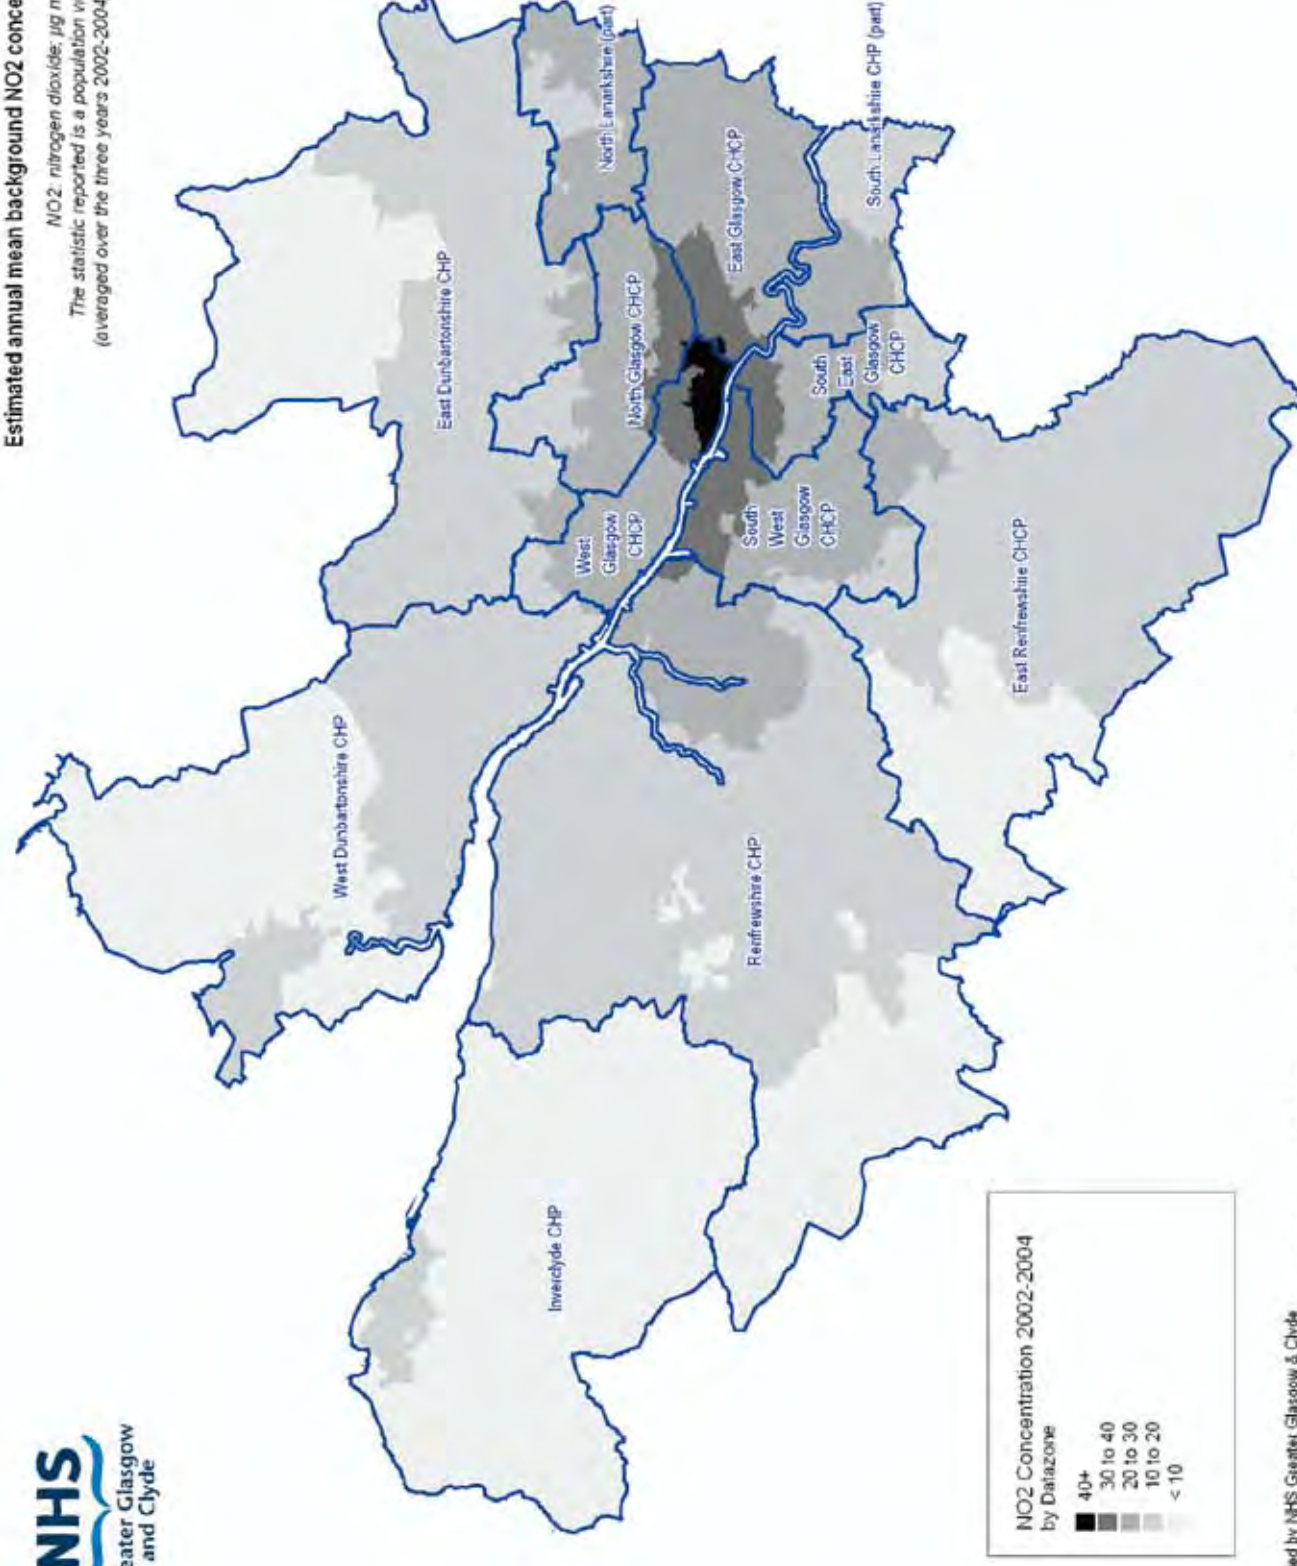 NHS
eater Glasgow
and Clyde
Estimated annual mean background NO2 conce
NO2: nitrogen dioxide; µg m
The statistic reported is a population w
(averaged over the three years 2002-2004
West Dunbartonshire CHP
East Dunbartonshire CHP
Inverclyde CHP
West
Glasgow
CHCP
North Glasgow CHCP
North Lanarkshire (part)
Renfrewshire CHP
South
West
Glasgow
CHCP
East Glasgow CHCP
South
East
Glasgow
CHCP
South Lanarkshire CHP (part)
East Renfrewshire CHCP
NO2 Concentration 2002-2004
by Datazone
40+
30 to 40
20 to 30
10 to 20
< 10
ed by NHS Greater Glasgow & Clyde